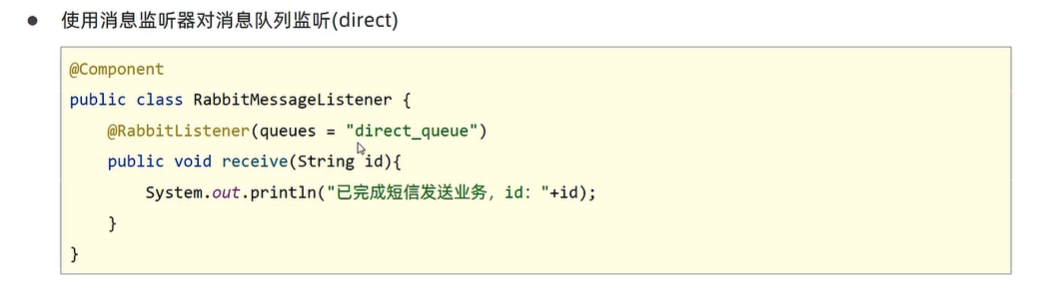 ● 使用消息监听器对消息队列监听(direct)
@Component
public class RabbitMessageListener {
    @RabbitListener(queues = "direct_queue")
    public void receive(String id){
        System.out.println("已完成短信发送业务，id: "+id);
    }
}